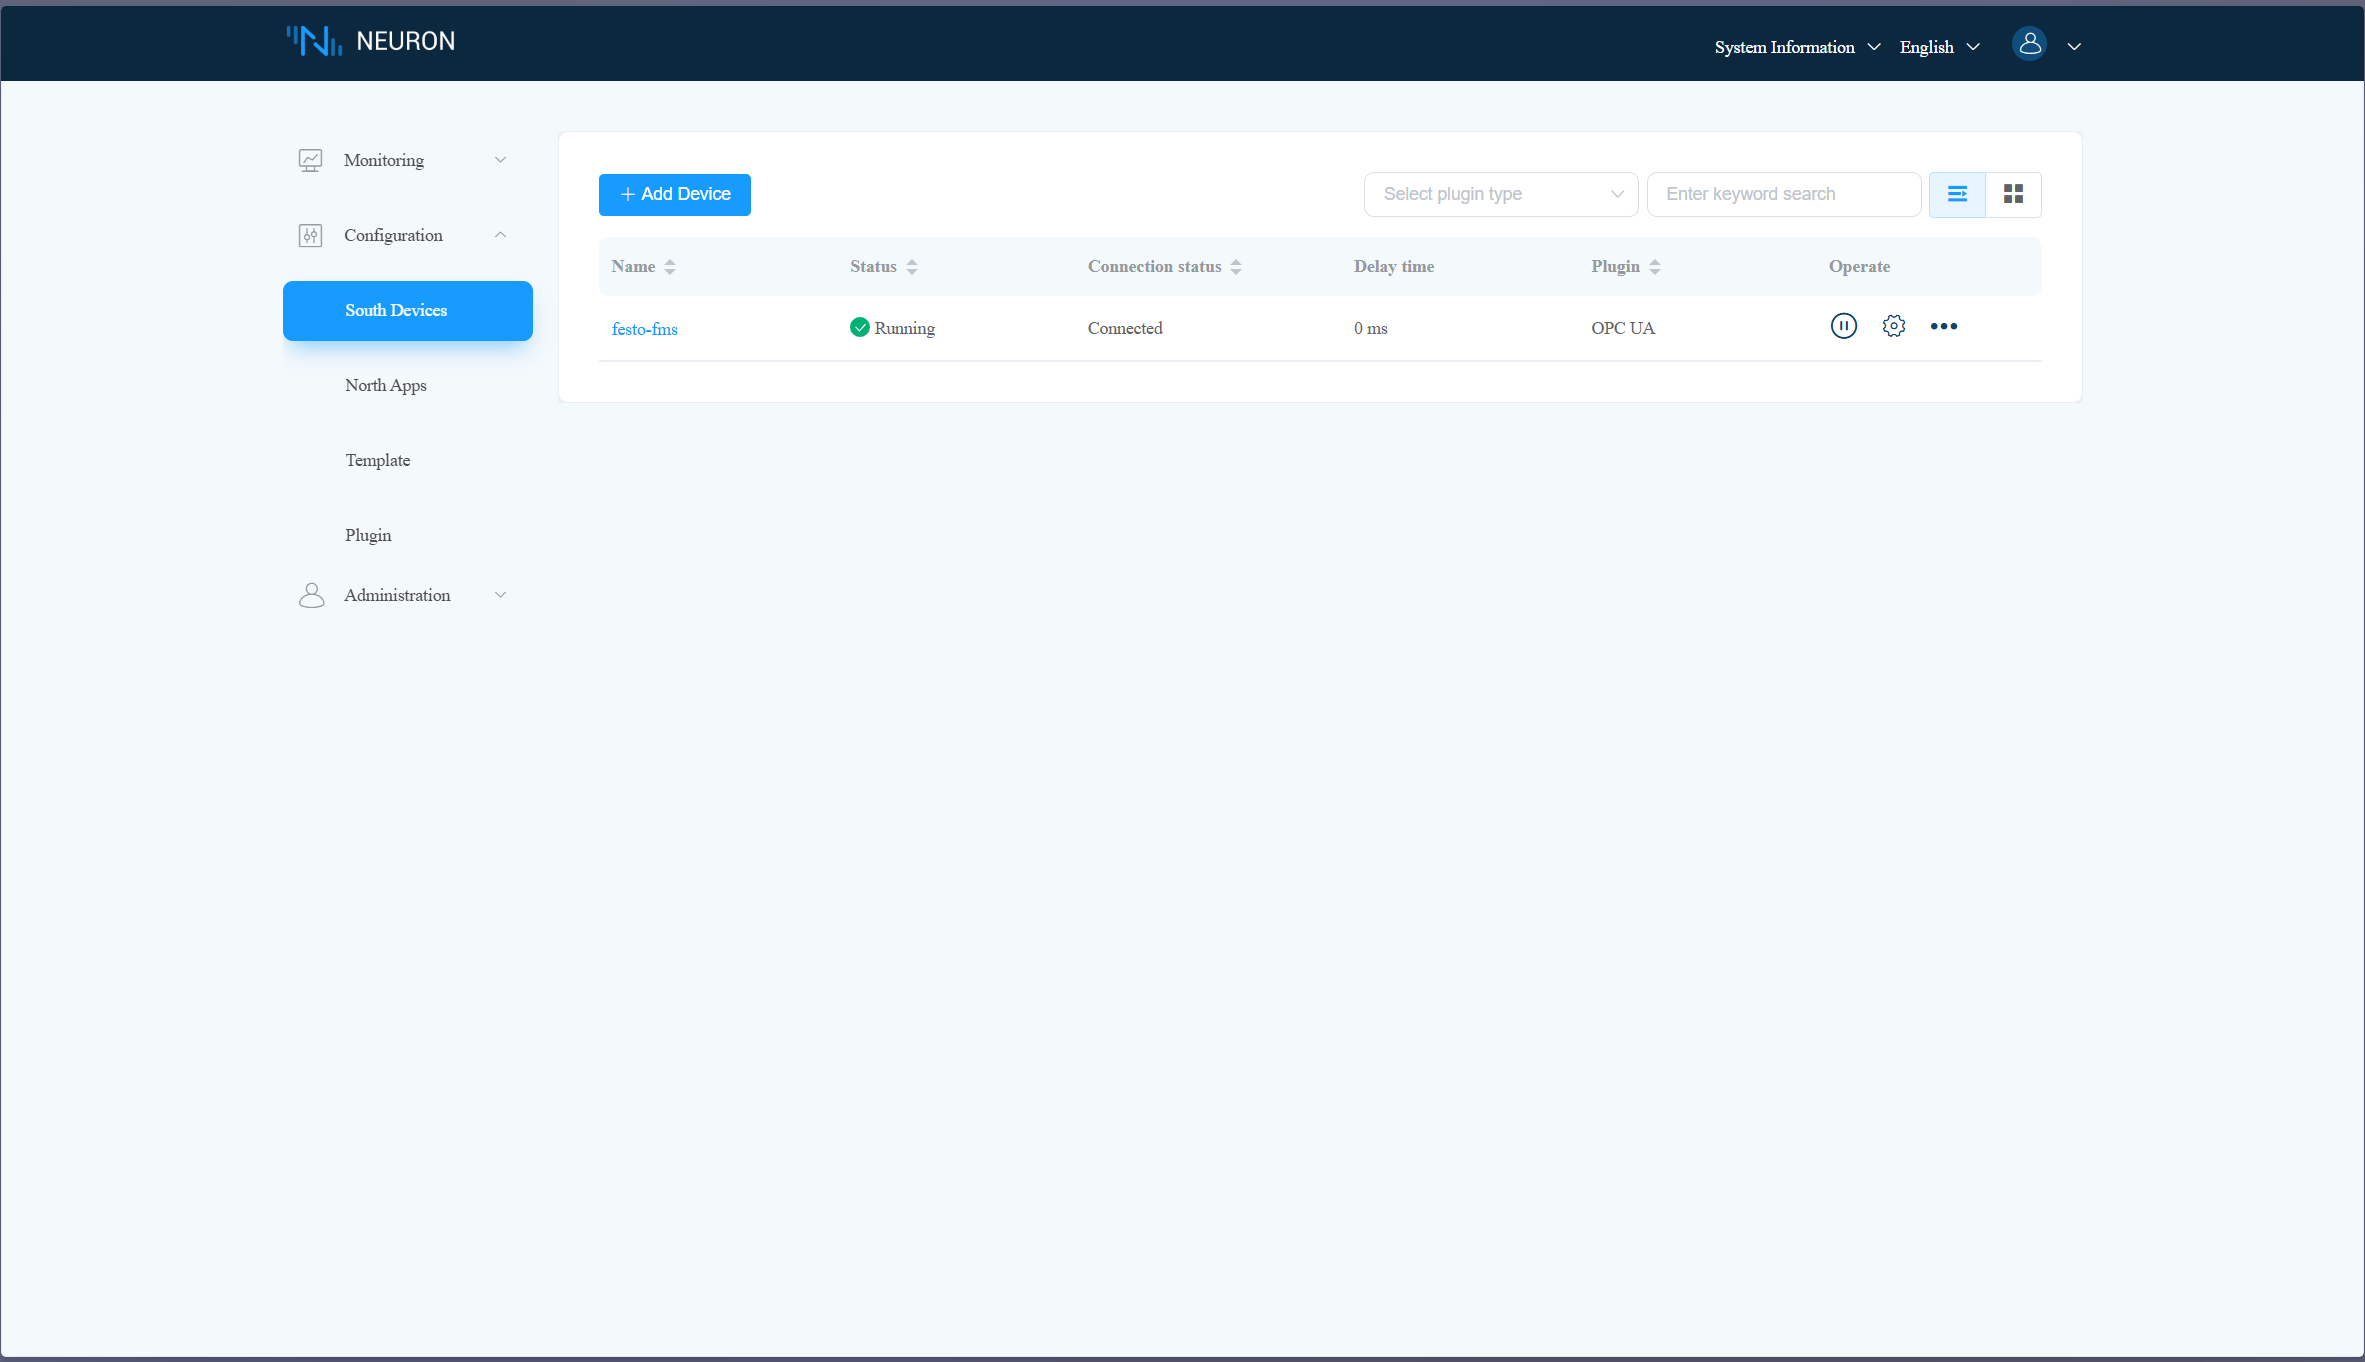 NEURON
System Information
English
Monitoring
Configuration
South Devices
North Apps
Template
Plugin
Administration
+ Add Device
Select plugin type
Enter keyword search
Name Status Connection status Delay time Plugin Operate
festo-fms Running Connected 0 ms OPC UA